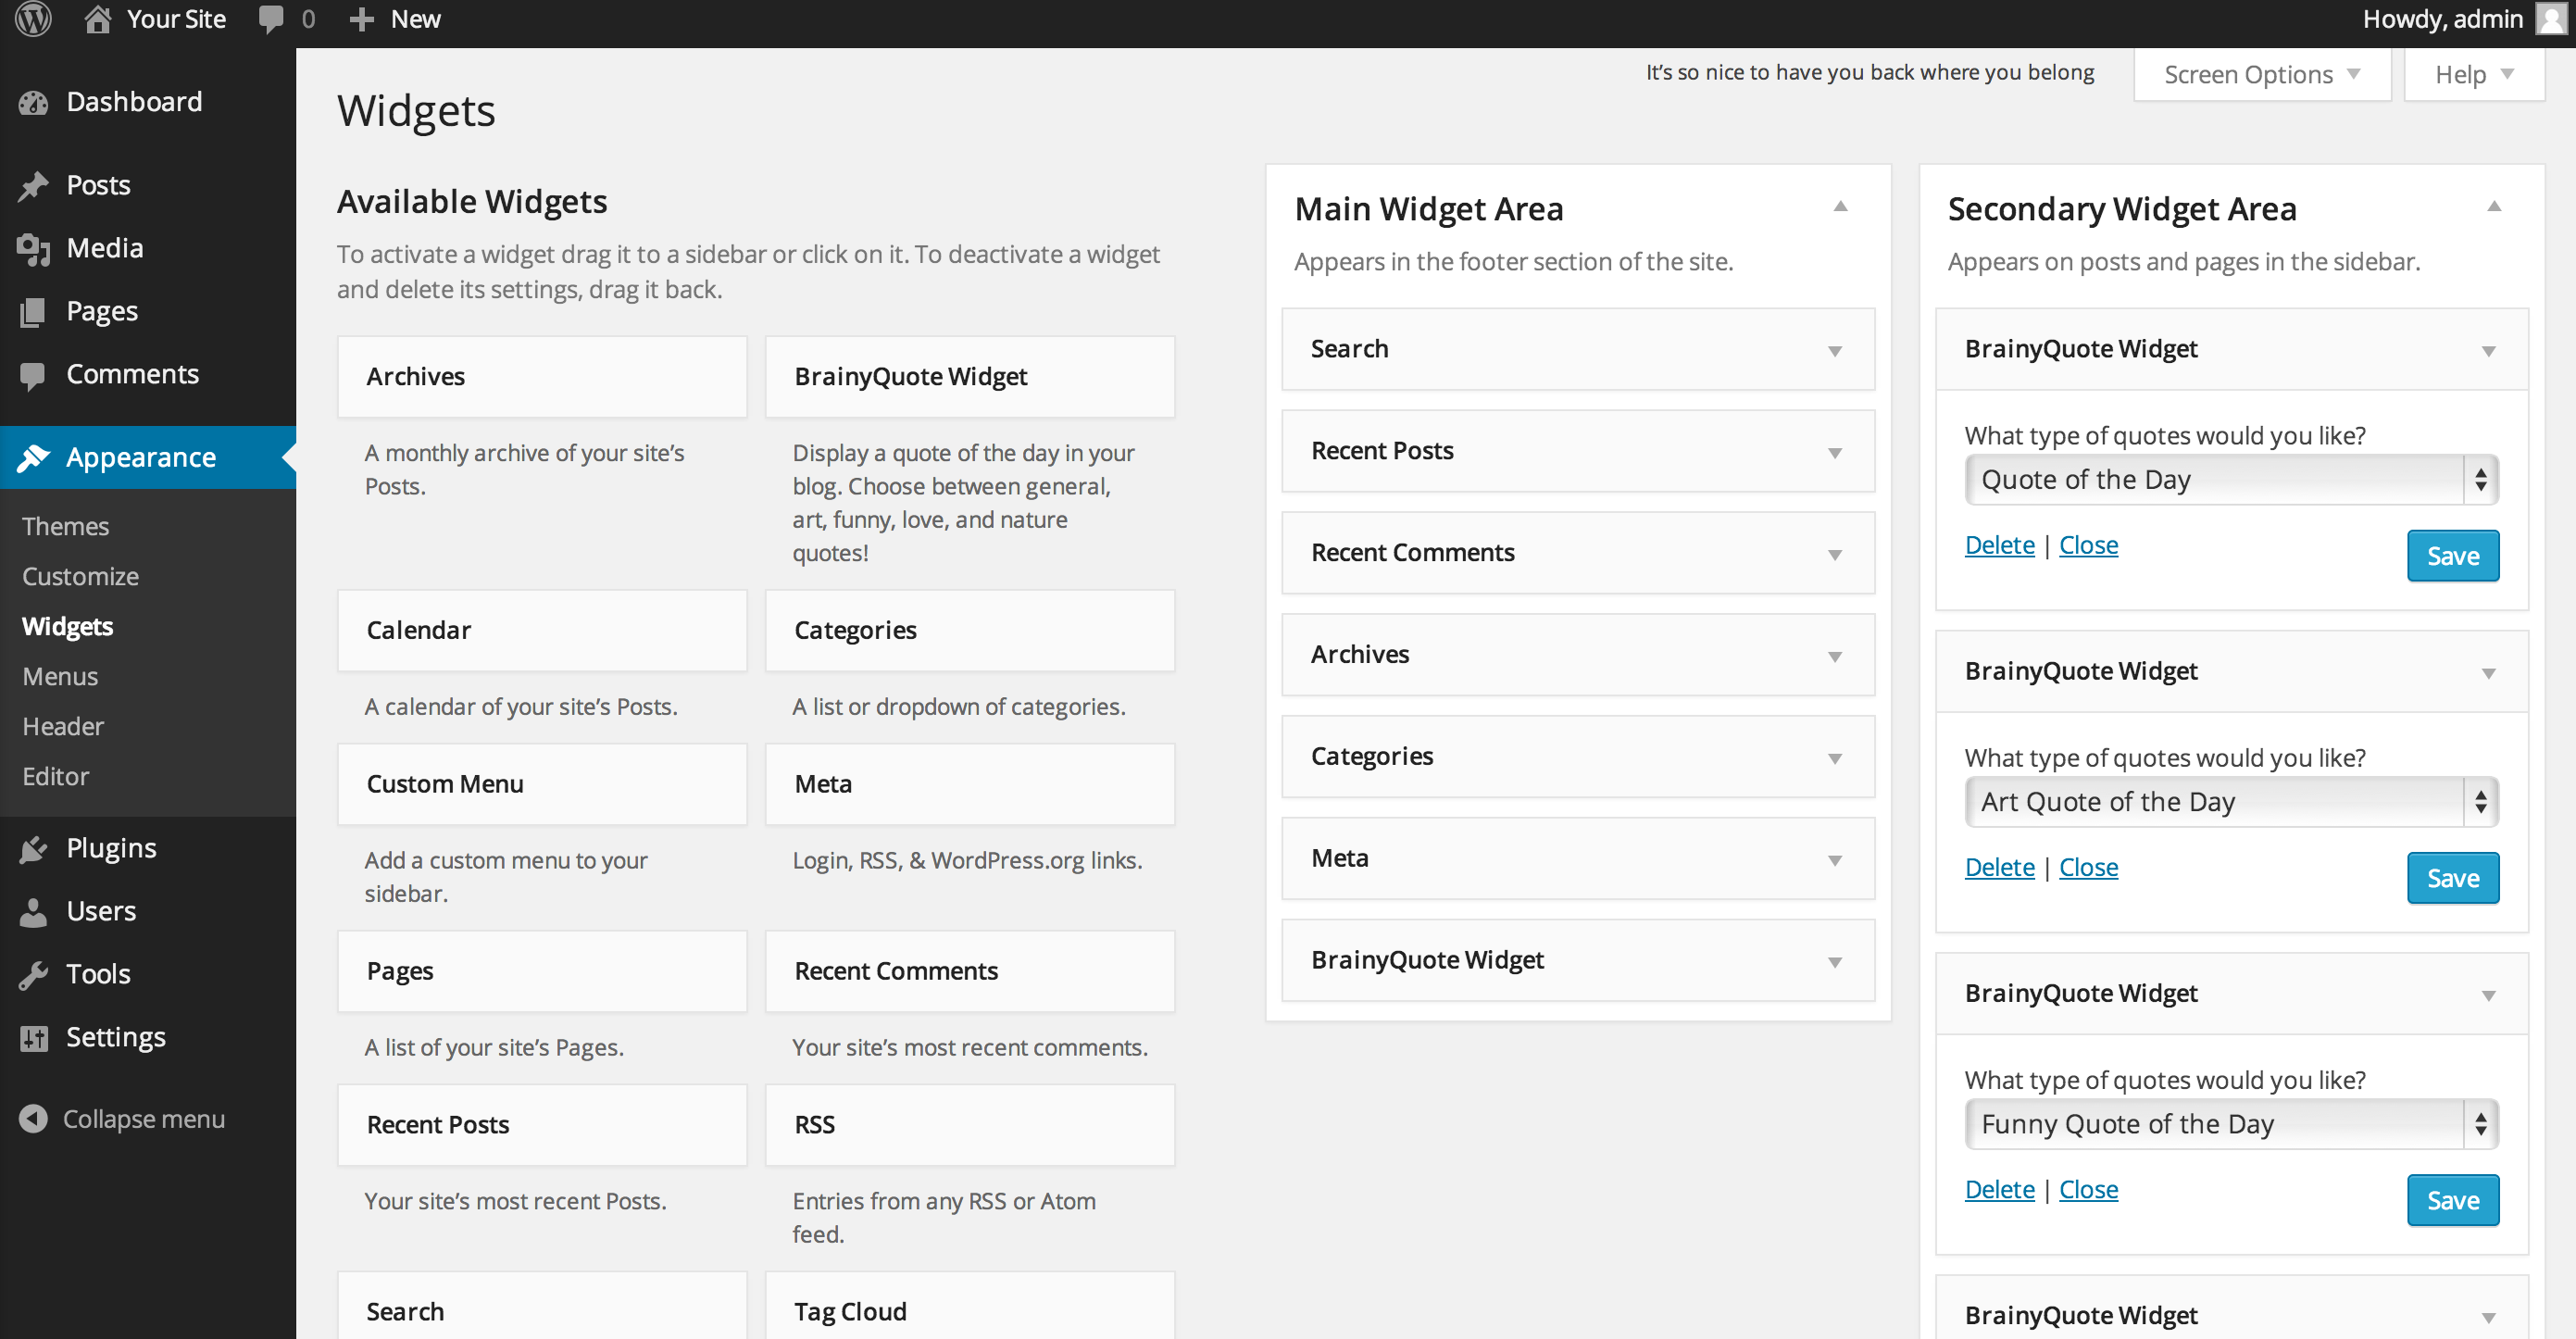 Your Site
0
New
Howdy, admin
Dashboard
Posts
Media
Pages
Comments
Appearance
Themes
Customize
Widgets
Menus
Header
Editor
Plugins
Users
Tools
Settings
Collapse menu
It's so nice to have you back where you belong
Screen Options
Help
Widgets
Available Widgets
To activate a widget drag it to a sidebar or click on it. To deactivate a widget
and delete its settings, drag it back.
Archives
A monthly archive of your site's
Posts.
BrainyQuote Widget
Display a quote of the day in your
blog. Choose between general,
art, funny, love, and nature
quotes!
Calendar
A calendar of your site's Posts.
Categories
A list or dropdown of categories.
Custom Menu
Add a custom menu to your
sidebar.
Meta
Login, RSS, & WordPress.org links.
Pages
A list of your site's Pages.
Recent Comments
Your site's most recent comments.
Recent Posts
Your site's most recent Posts.
RSS
Entries from any RSS or Atom
feed.
Search
Tag Cloud
Main Widget Area
Appears in the footer section of the site.
Search
Recent Posts
Recent Comments
Archives
Categories
Meta
BrainyQuote Widget
Secondary Widget Area
Appears on posts and pages in the sidebar.
BrainyQuote Widget
What type of quotes would you like?
Quote of the Day
Delete | Close
Save
BrainyQuote Widget
What type of quotes would you like?
Art Quote of the Day
Delete | Close
Save
BrainyQuote Widget
What type of quotes would you like?
Funny Quote of the Day
Delete | Close
Save
BrainyQuote Widget